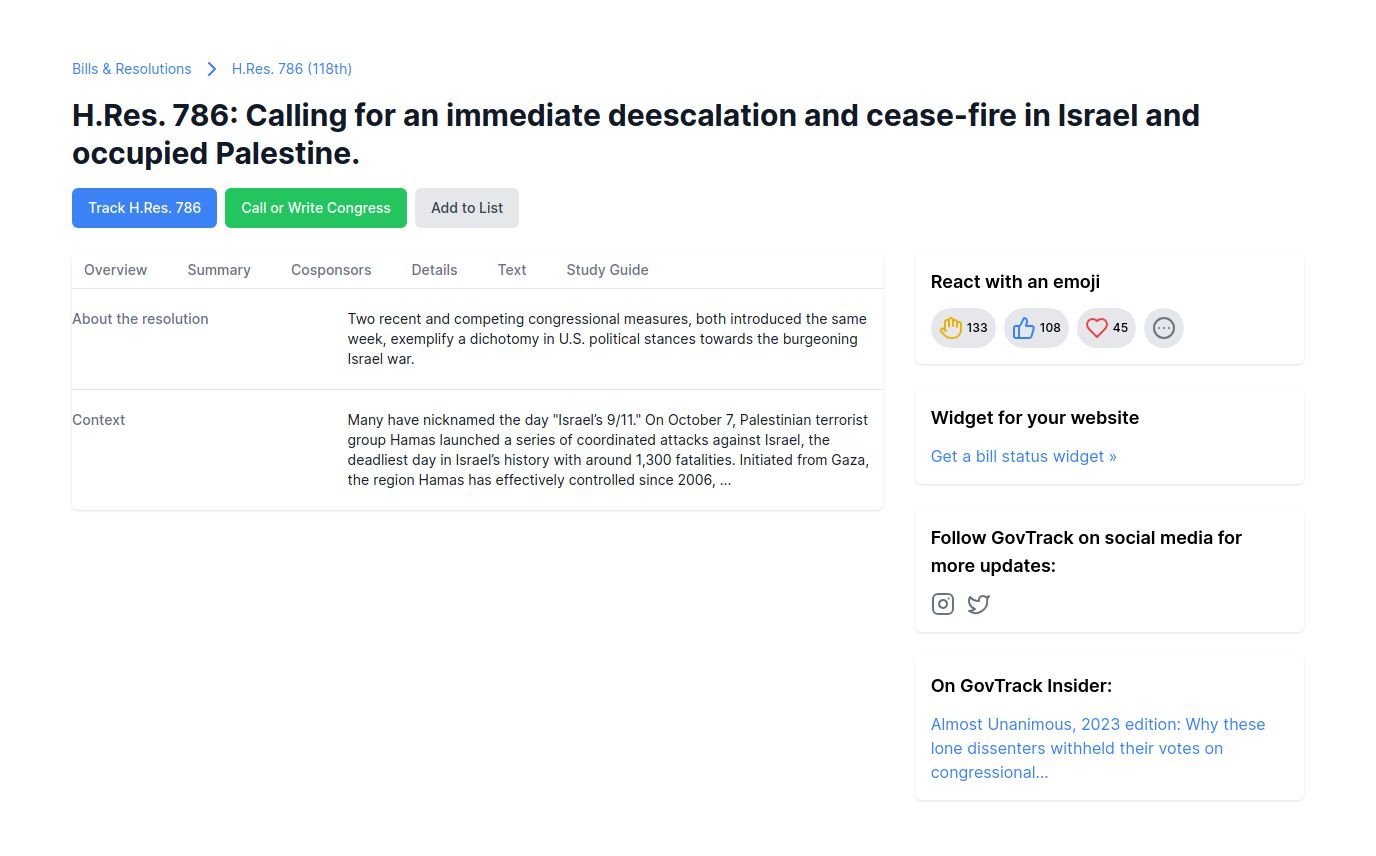 Bills & Resolutions
H.Res. 786 (118th)
H.Res. 786: Calling for an immediate deescalation and cease-fire in Israel and
occupied Palestine.
Track H.Res. 786
Call or Write Congress
Add to List
Overview
Summary
Cosponsors
Details
Text
Study Guide
About the resolution
Two recent and competing congressional measures, both introduced the same
week, exemplify a dichotomy in U.S. political stances towards the burgeoning
Israel war.
Context
Many have nicknamed the day "Israel's 9/11." On October 7, Palestinian terrorist
group Hamas launched a series of coordinated attacks against Israel, the
deadliest day in Israel's history with around 1,300 fatalities. Initiated from Gaza,
the region Hamas has effectively controlled since 2006, ...
React with an emoji
133
108
45
Widget for your website
Get a bill status widget »
Follow GovTrack on social media for
more updates:
On GovTrack Insider:
Almost Unanimous, 2023 edition: Why these
lone dissenters withheld their votes on
congressional...